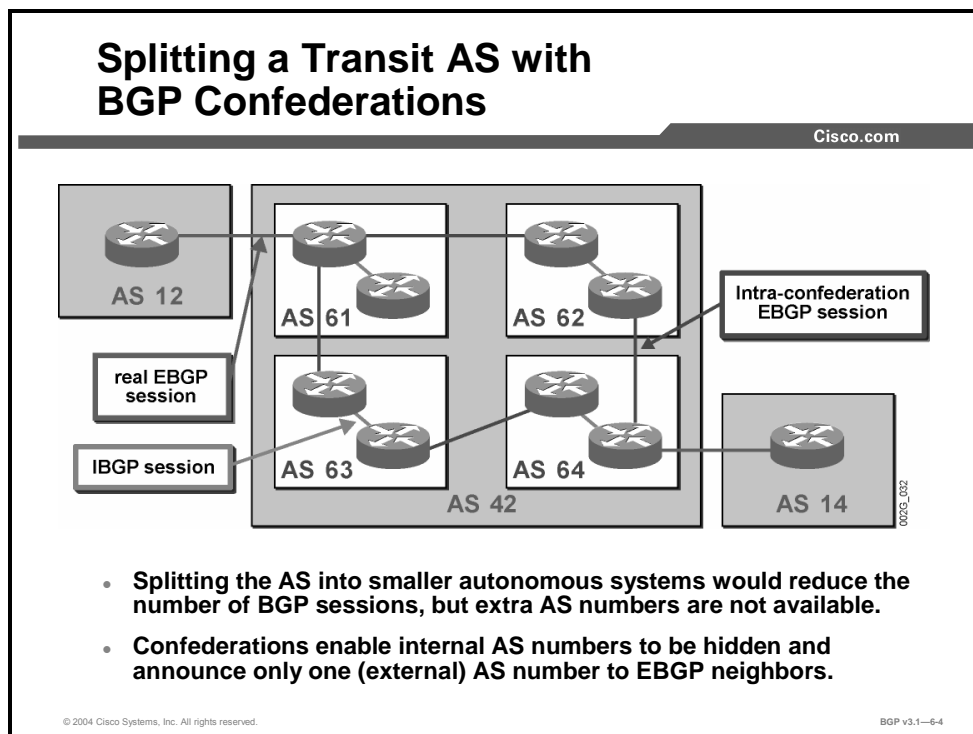 Splitting a Transit AS with
BGP Confederations
Cisco.com
AS 12
AS 61
AS 62
Intra-confederation
EBGP session
real EBGP
session
IBGP session
AS 63
AS 64
AS 42
AS 14
002G_032
• Splitting the AS into smaller autonomous systems would reduce the
number of BGP sessions, but extra AS numbers are not available.
• Confederations enable internal AS numbers to be hidden and
announce only one (external) AS number to EBGP neighbors.
© 2004 Cisco Systems, Inc. All rights reserved.
BGP v3.1—6-4